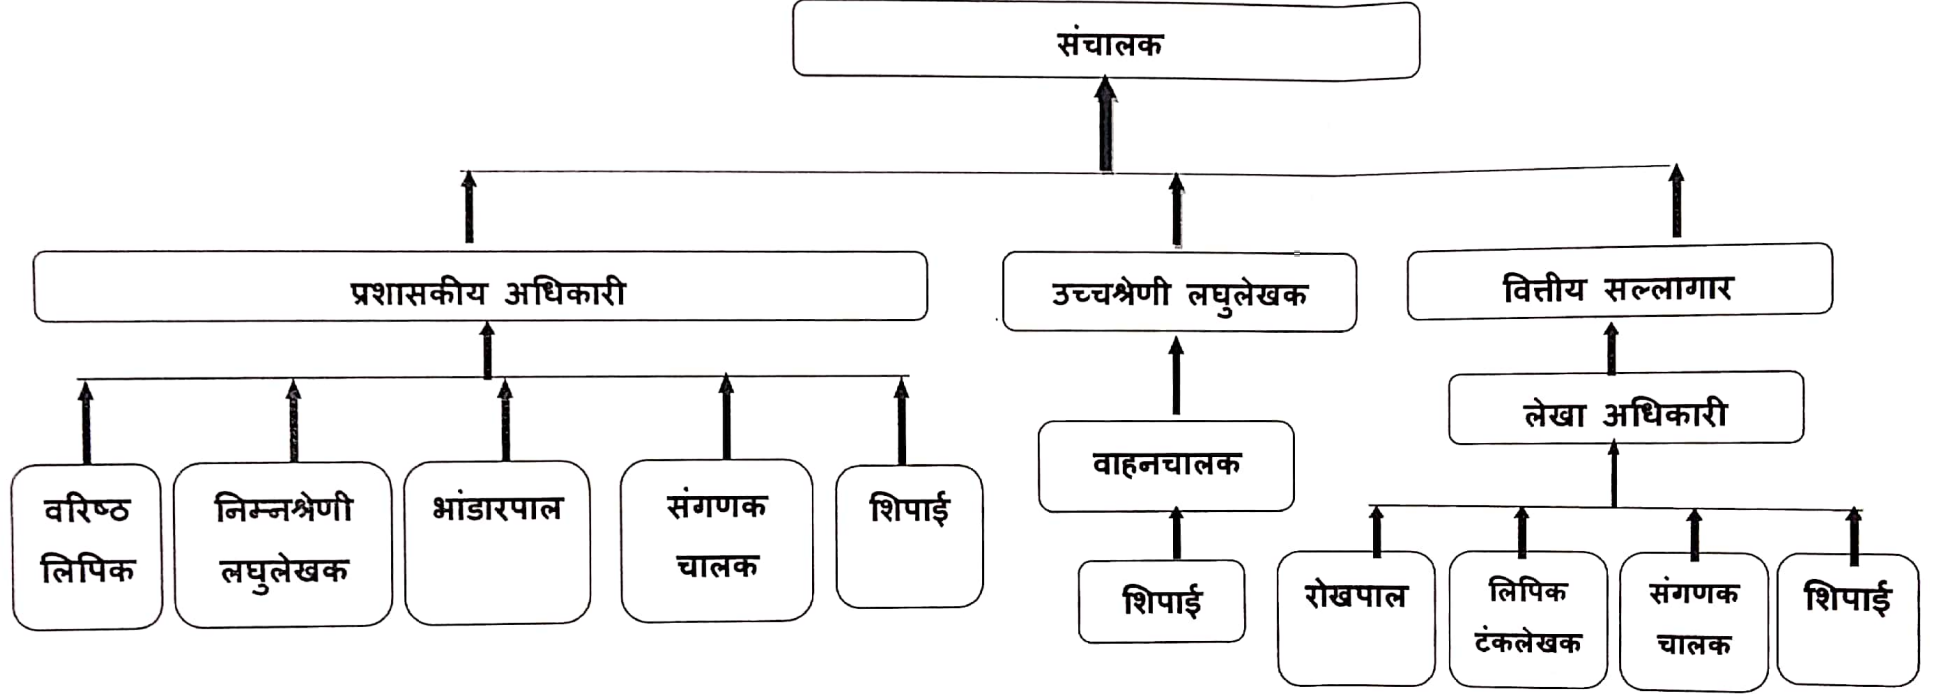 संचालक
प्रशासकीय अधिकारी
उच्चश्रेणी लघुलेखक
वित्तीय सल्लागार
लेखा अधिकारी
वाहनचालक
वरिष्ठ
लिपिक
निम्नश्रेणी
लघुलेखक
भांडारपाल
संगणक
चालक
शिपाई
शिपाई
रोखपाल
लिपिक
टंकलेखक
संगणक
चालक
शिपाई